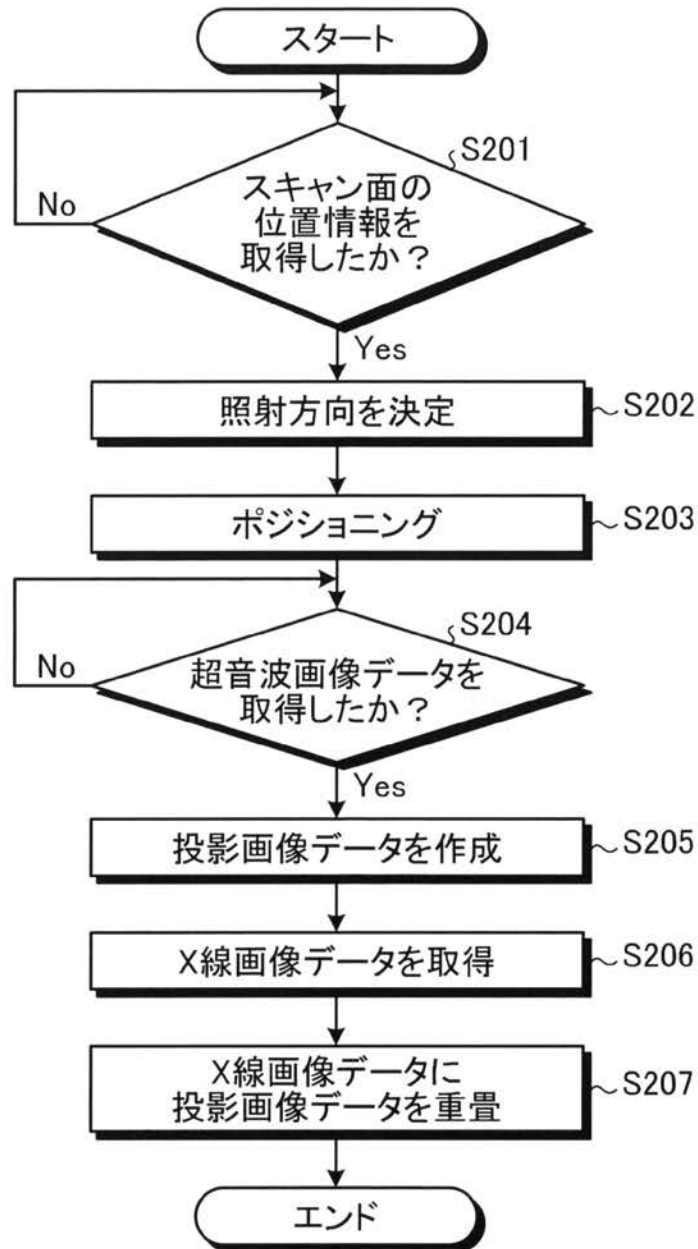 スタート
S201
スキャン面の
位置情報を
取得したか？
No
Yes
照射方向を決定
S202
ポジショニング
S203
S204
超音波画像データを
取得したか？
No
Yes
投影画像データを作成
S205
X線画像データを取得
S206
X線画像データに
投影画像データを重畳
S207
エンド